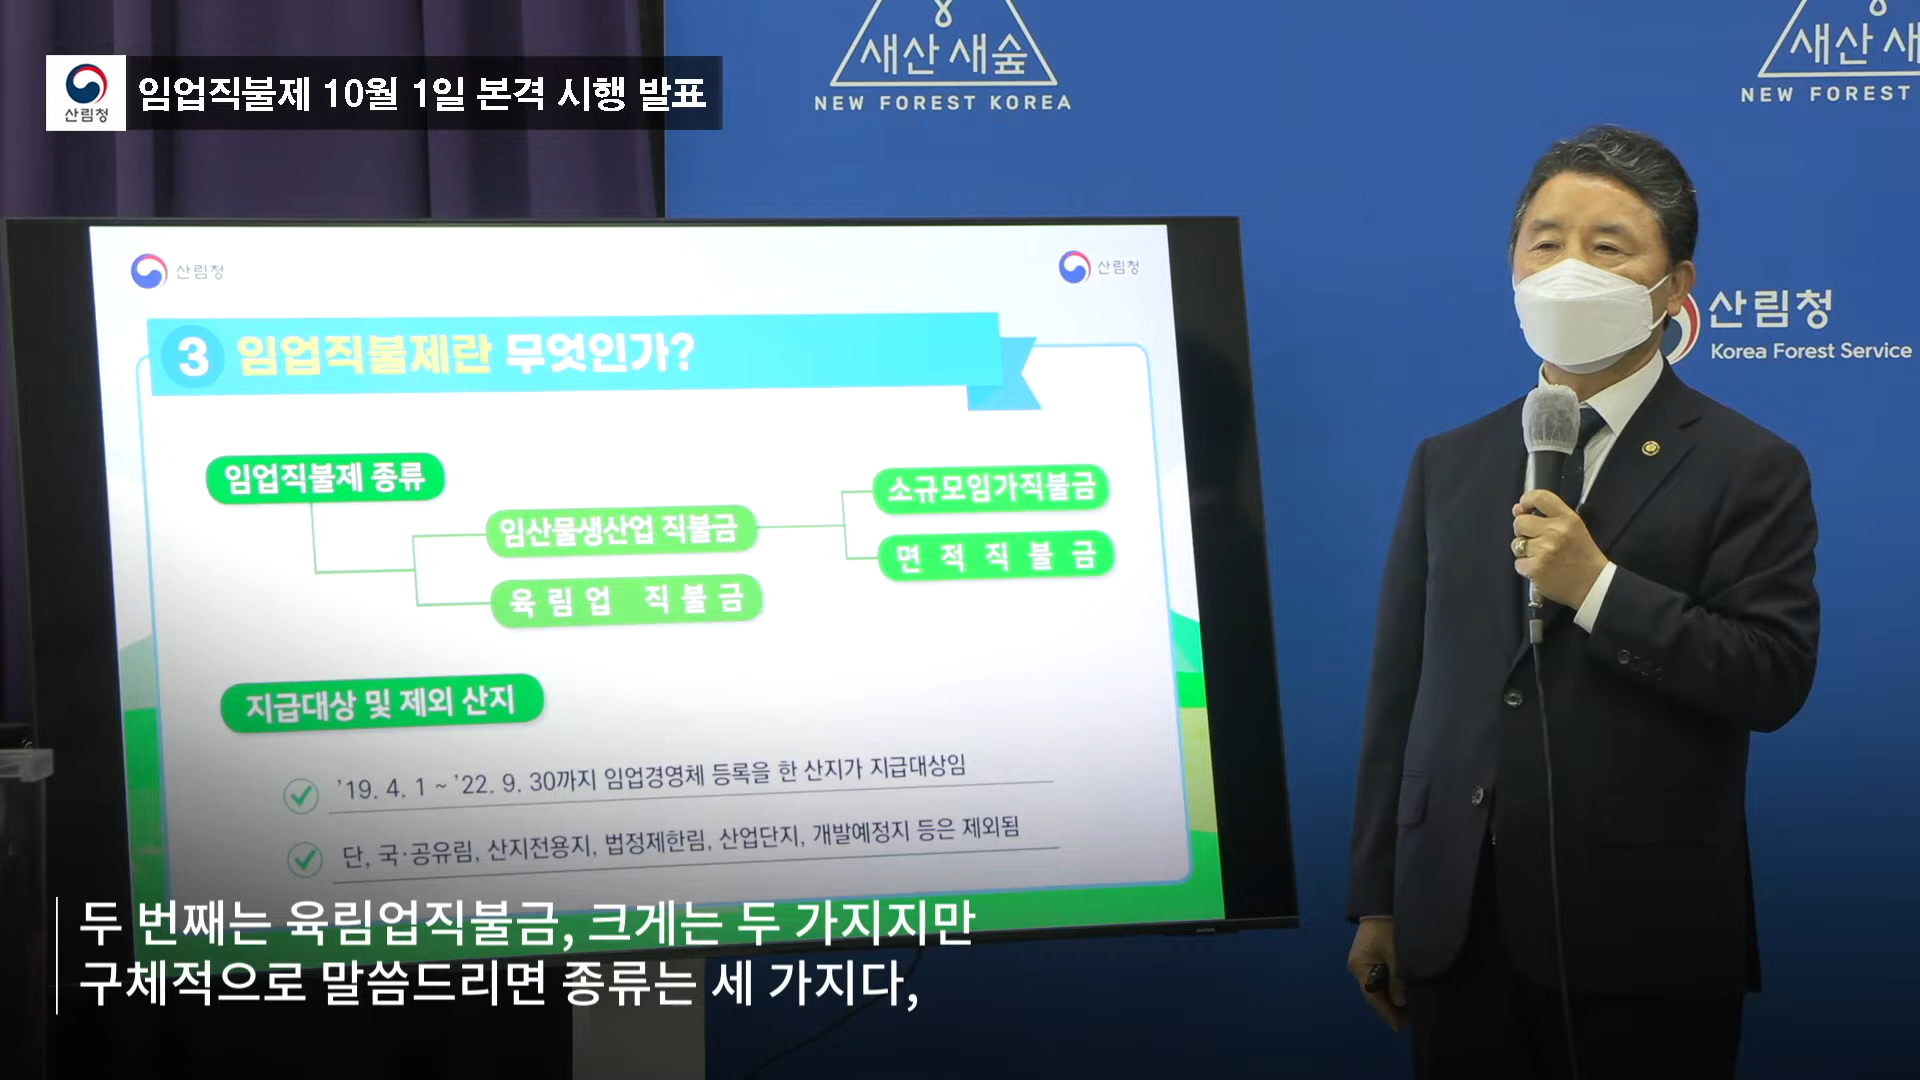 새산새숲
NEW FOREST KOREA
새산새
NEW FOREST
산림청
임업직불제 10월 1일 본격 시행 발표
산림청
Korea Forest Service
산림청
산림청
3 임업직불제란 무엇인가?
임업직불제 종류
임산물생산업 직불금
육림업 직불금
소규모임가직불금
면적직불금
지급대상 및 제외 산지
’19. 4. 1 ~ ’22. 9. 30까지 임업경영체 등록을 한 산지가 지급대상임
단, 국·공유림, 산지전용지, 법정제한림, 산업단지, 개발예정지 등은 제외됨
두 번째는 육림업직불금, 크게는 두 가지지만
구체적으로 말씀드리면 종류는 세 가지다,